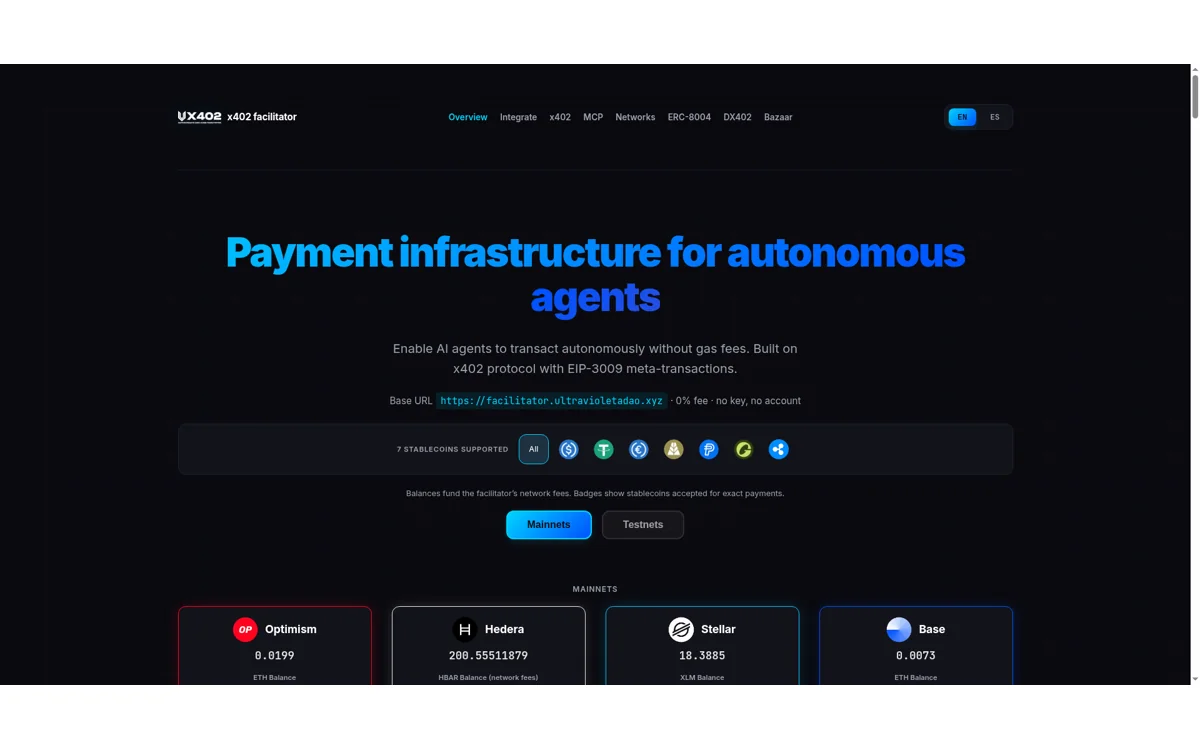 UX402 x402 facilitator
Overview Integrate x402 MCP Networks ERC-8004 DX402 Bazaar
EN ES
Payment infrastructure for autonomous
agents
Enable AI agents to transact autonomously without gas fees. Built on
x402 protocol with EIP-3009 meta-transactions.
Base URL https://facilitator.ultravioletadao.xyz · 0% fee · no key, no account
7 STABLECOINS SUPPORTED All
Balances fund the facilitator's network fees. Badges show stablecoins accepted for exact payments.
Mainnets Testnets
MAINNETS
OP Optimism Hedera Stellar Base
0.0199 200.55511879 18.3885 0.0073
ETH Balance HBAR Balance (network fees) XLM Balance ETH Balance